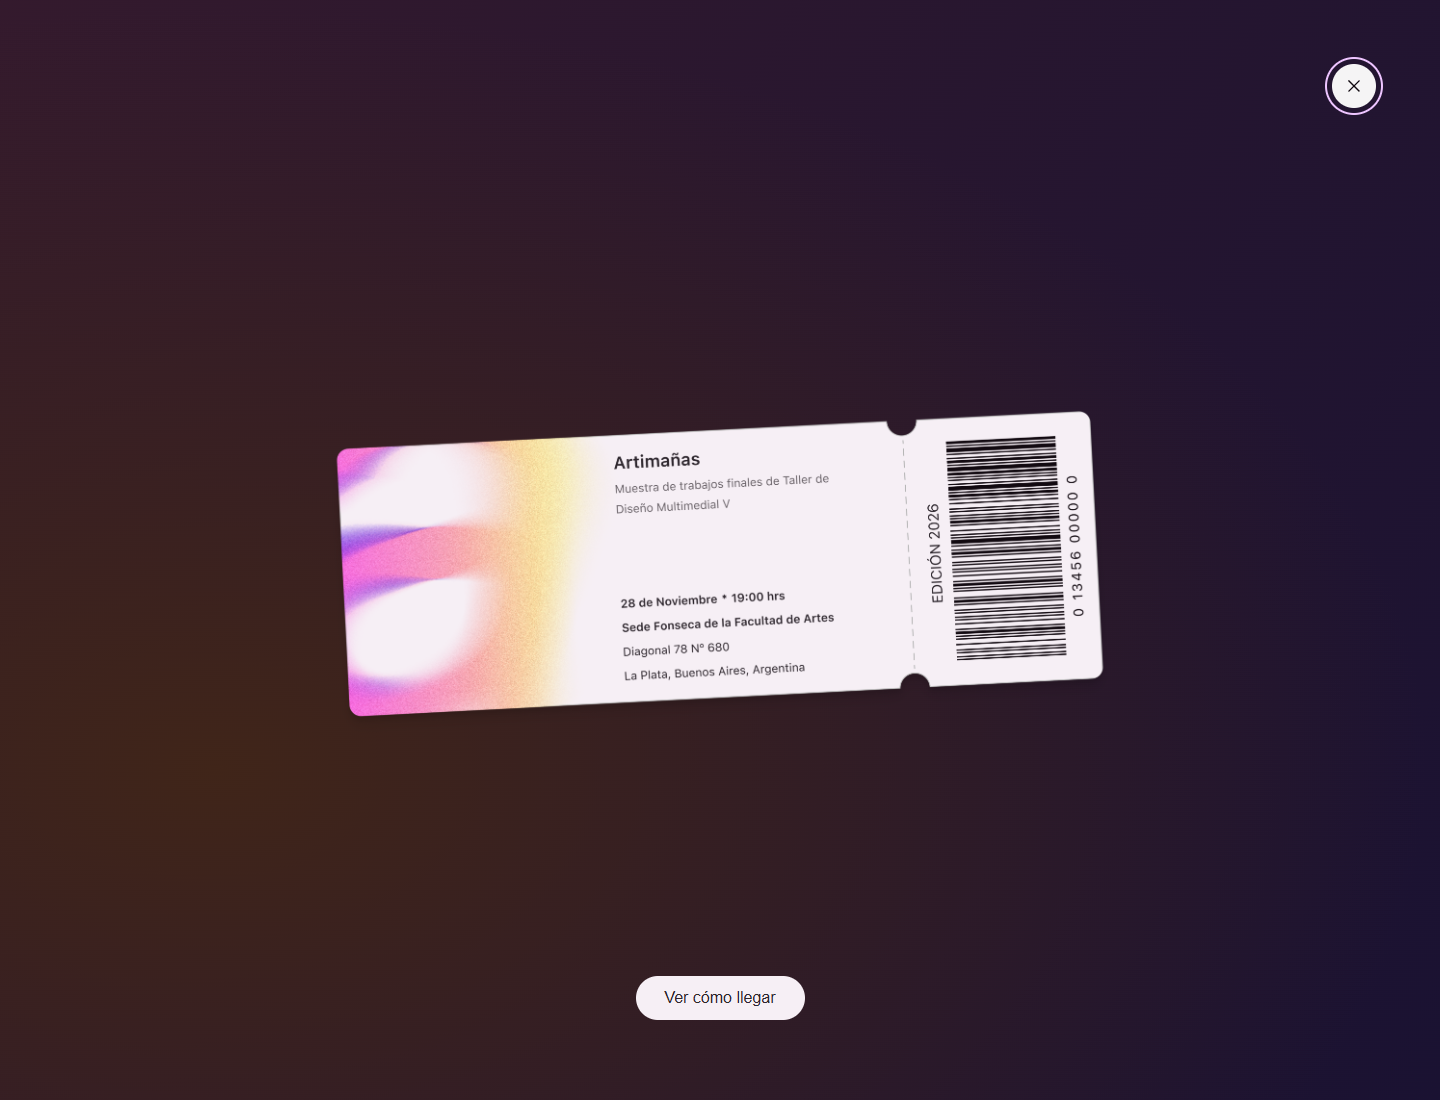 Artimañas
Muestra de trabajos finales de Taller de
Diseño Multimedial V
28 de Noviembre * 19:00 hrs
Sede Fonseca de la Facultad de Artes
Diagonal 78 Nº 680
La Plata, Buenos Aires, Argentina
EDICIÓN 2026
0 13456 00000 0
Ver cómo llegar